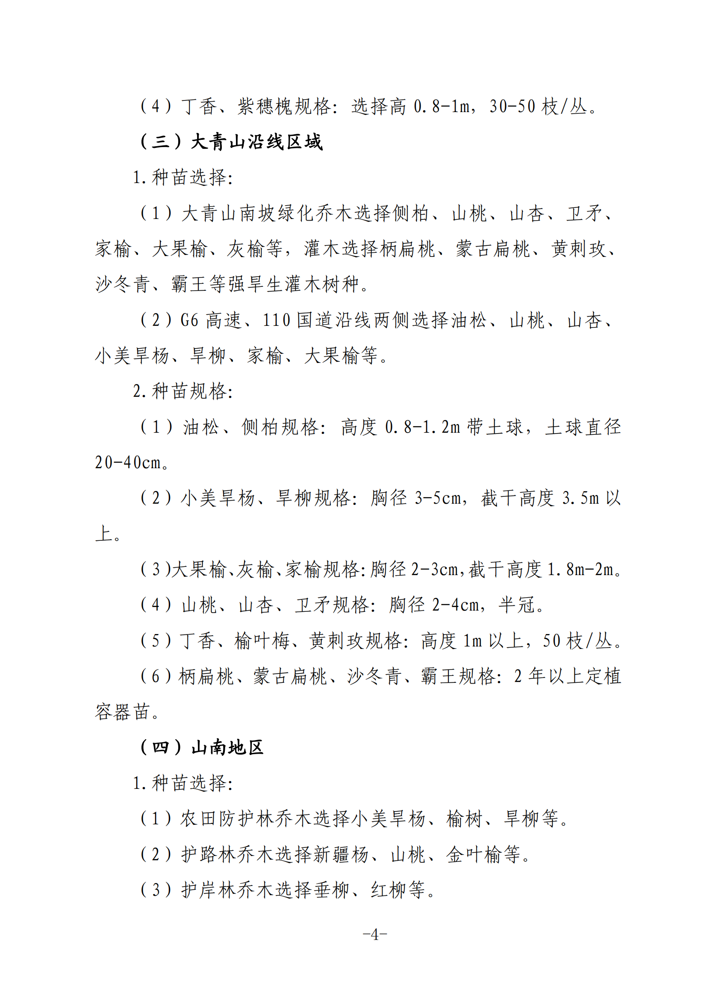 （4）丁香、紫穗槐规格：选择高 0.8-1m，30-50 枝/丛。
（三）大青山沿线区域
1.种苗选择：
（1）大青山南坡绿化乔木选择侧柏、山桃、山杏、卫矛、
家榆、大果榆、灰榆等，灌木选择柄扁桃、蒙古扁桃、黄刺玫、
沙冬青、霸王等强旱生灌木树种。
（2）G6 高速、110 国道沿线两侧选择油松、山桃、山杏、
小美旱杨、旱柳、家榆、大果榆等。
2.种苗规格：
（1）油松、侧柏规格：高度 0.8-1.2m 带土球，土球直径
20-40cm。
（2）小美旱杨、旱柳规格：胸径 3-5cm，截干高度 3.5m 以
上。
（3）大果榆、灰榆、家榆规格：胸径 2-3cm，截干高度 1.8m-2m。
（4）山桃、山杏、卫矛规格：胸径 2-4cm，半冠。
（5）丁香、榆叶梅、黄刺玫规格：高度 1m 以上，50 枝/丛。
（6）柄扁桃、蒙古扁桃、沙冬青、霸王规格：2 年以上定植
容器苗。
（四）山南地区
1.种苗选择：
（1）农田防护林乔木选择小美旱杨、榆树、旱柳等。
（2）护路林乔木选择新疆杨、山桃、金叶榆等。
（3）护岸林乔木选择垂柳、红柳等。
-4-